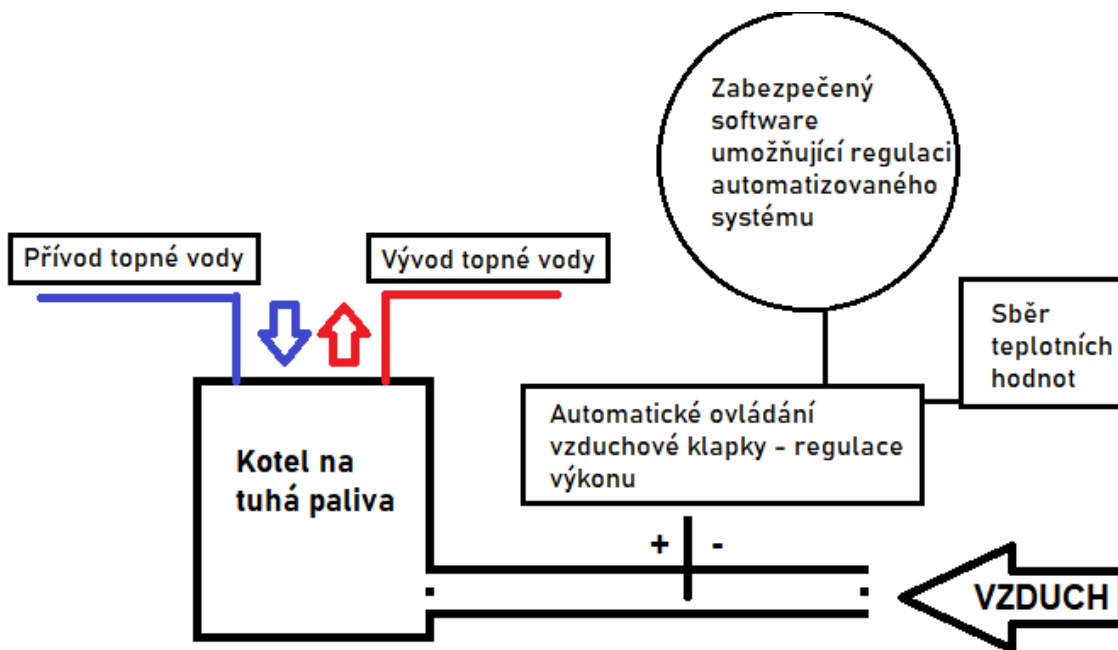 Zabezpečený
software
umožňující regulaci
automatizovaného
systému
Přívod topné vody
Vývod topné vody
Sběr
teplotních
hodnot
Automatické ovládání
vzduchové klapky - regulace
výkonu
Kotel na
tuhá paliva
+ -
VZDUCH